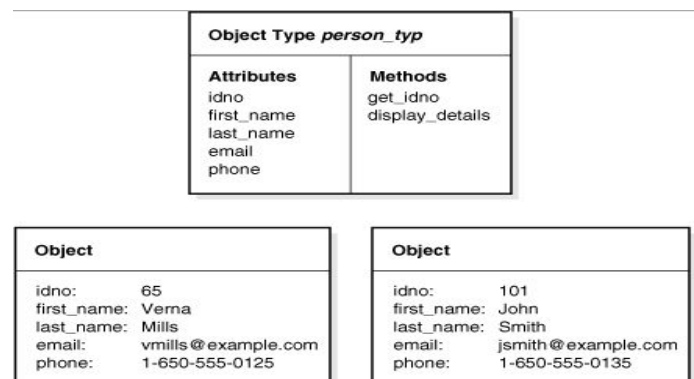 Object Type person_typ
Attributes
idno
first_name
last_name
email
phone
Methods
get_idno
display_details
Object
idno: 65
first_name: Verna
last_name: Mills
email: vmills@example.com
phone: 1-650-555-0125
Object
idno: 101
first_name: John
last_name: Smith
email: jsmith@example.com
phone: 1-650-555-0135